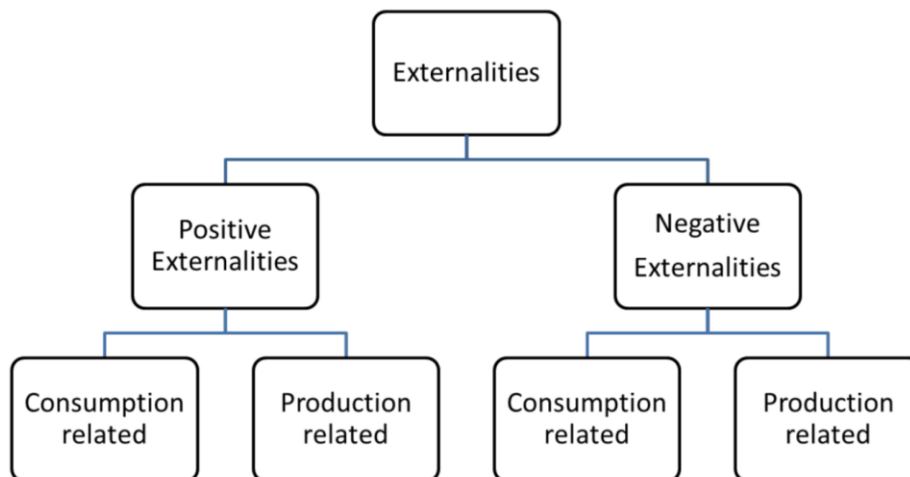 Externalities
Positive
Externalities
Negative
Externalities
Consumption
related
Production
related
Consumption
related
Production
related